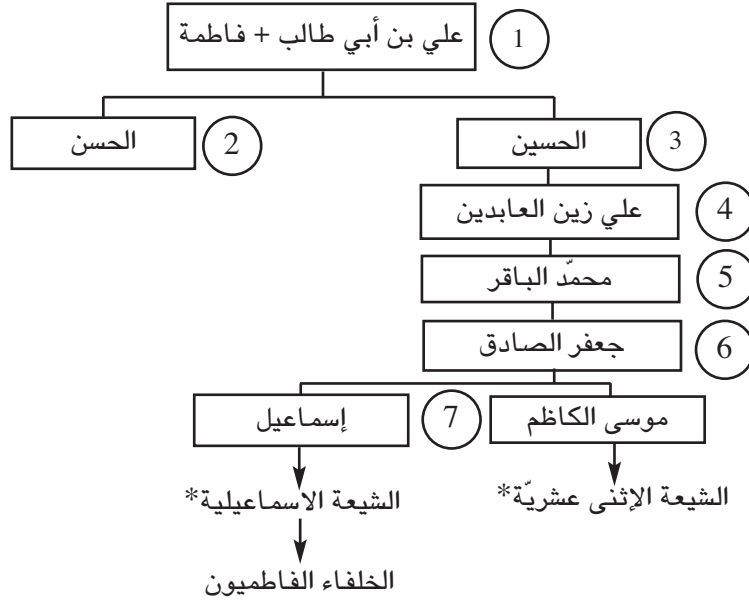 علي بن أبي طالب + فاطمة 1
الحسين 3
الحسن 2
علي زين العابدين 4
محمّد الباقر 5
جعفر الصادق 6
موسى الكاظم
إسماعيل 7
الشيعة الإثنى عشريّة*
الشيعة الاسماعيلية*
الخلفاء الفاطميون